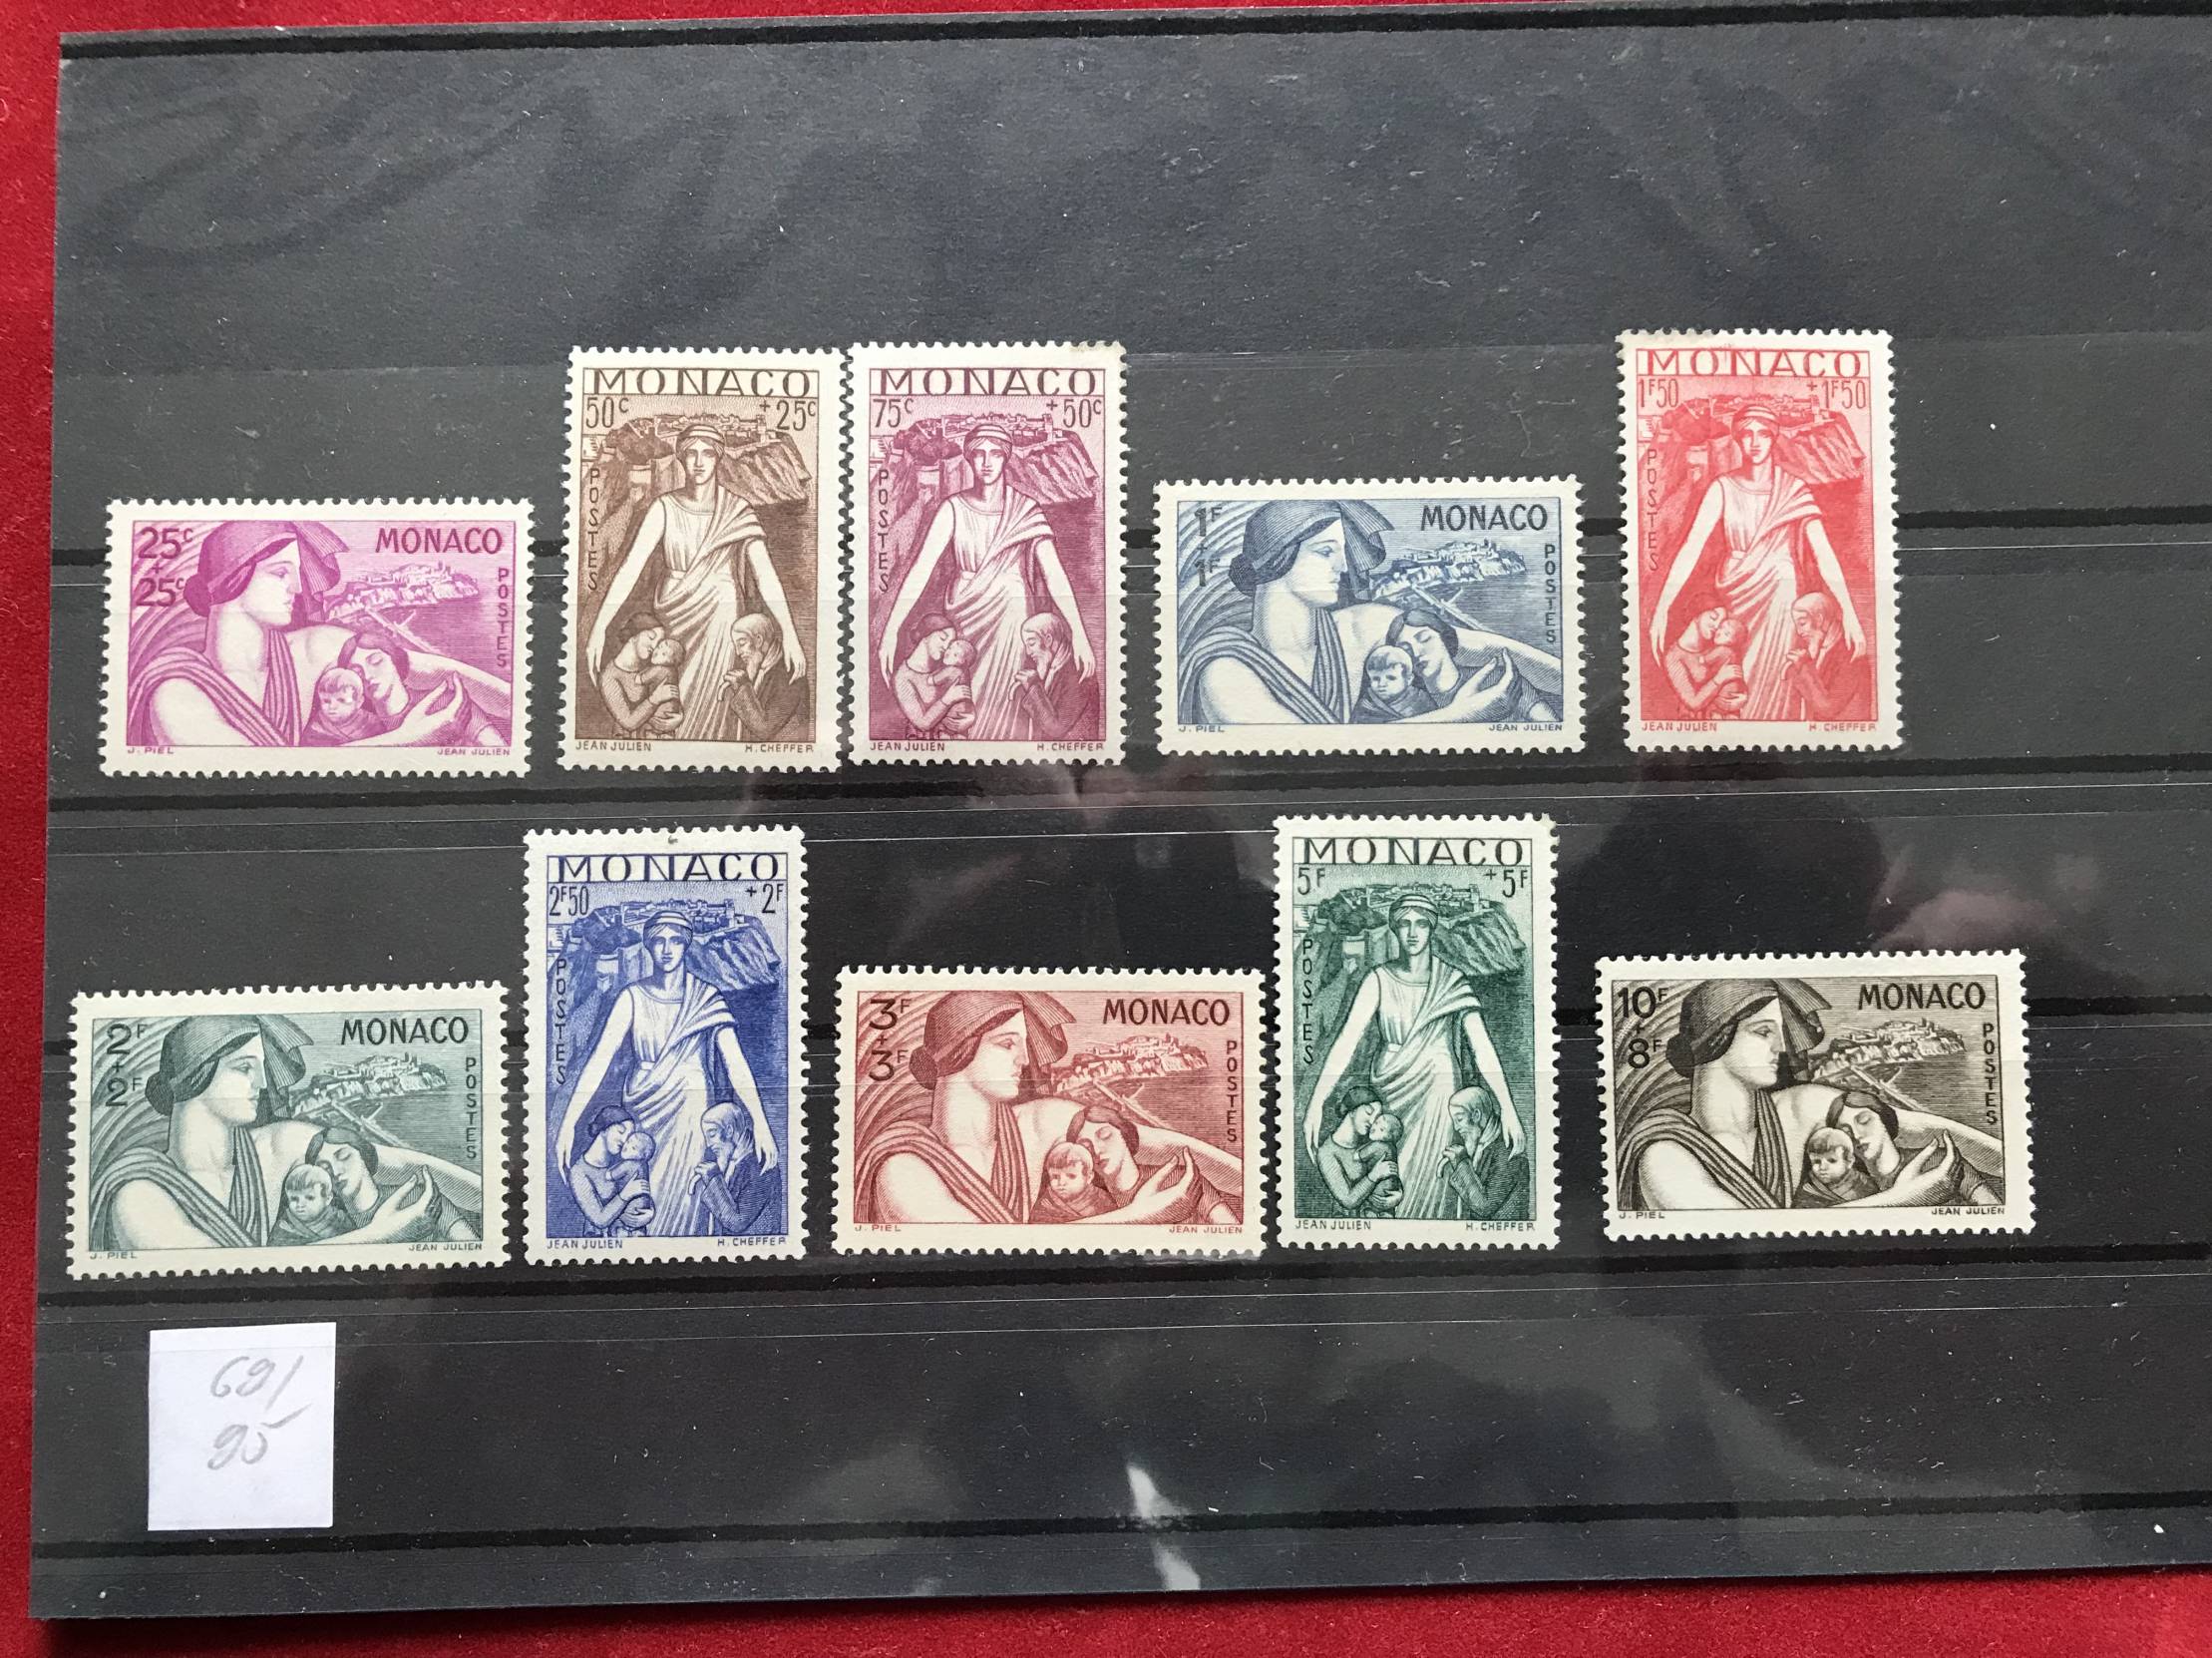 25c
+
25c
MONACO
POSTES
J. PIEL JEAN JULIEN
MONACO
50c +25c
POSTES
JEAN JULIEN H. CHEFFER
MONACO
75c +50c
POSTES
JEAN JULIEN H. CHEFFER
1F
+
1F
MONACO
POSTES
J. PIEL JEAN JULIEN
MONACO
1F50 +1F50
POSTES
JEAN JULIEN H. CHEFFER
2F
+
2F
MONACO
POSTES
J. PIEL JEAN JULIEN
MONACO
2F50 +2F
POSTES
JEAN JULIEN H. CHEFFER
3F
+
3F
MONACO
POSTES
J. PIEL JEAN JULIEN
MONACO
5F +5F
POSTES
JEAN JULIEN H. CHEFFER
10F
+
8F
MONACO
POSTES
J. PIEL JEAN JULIEN